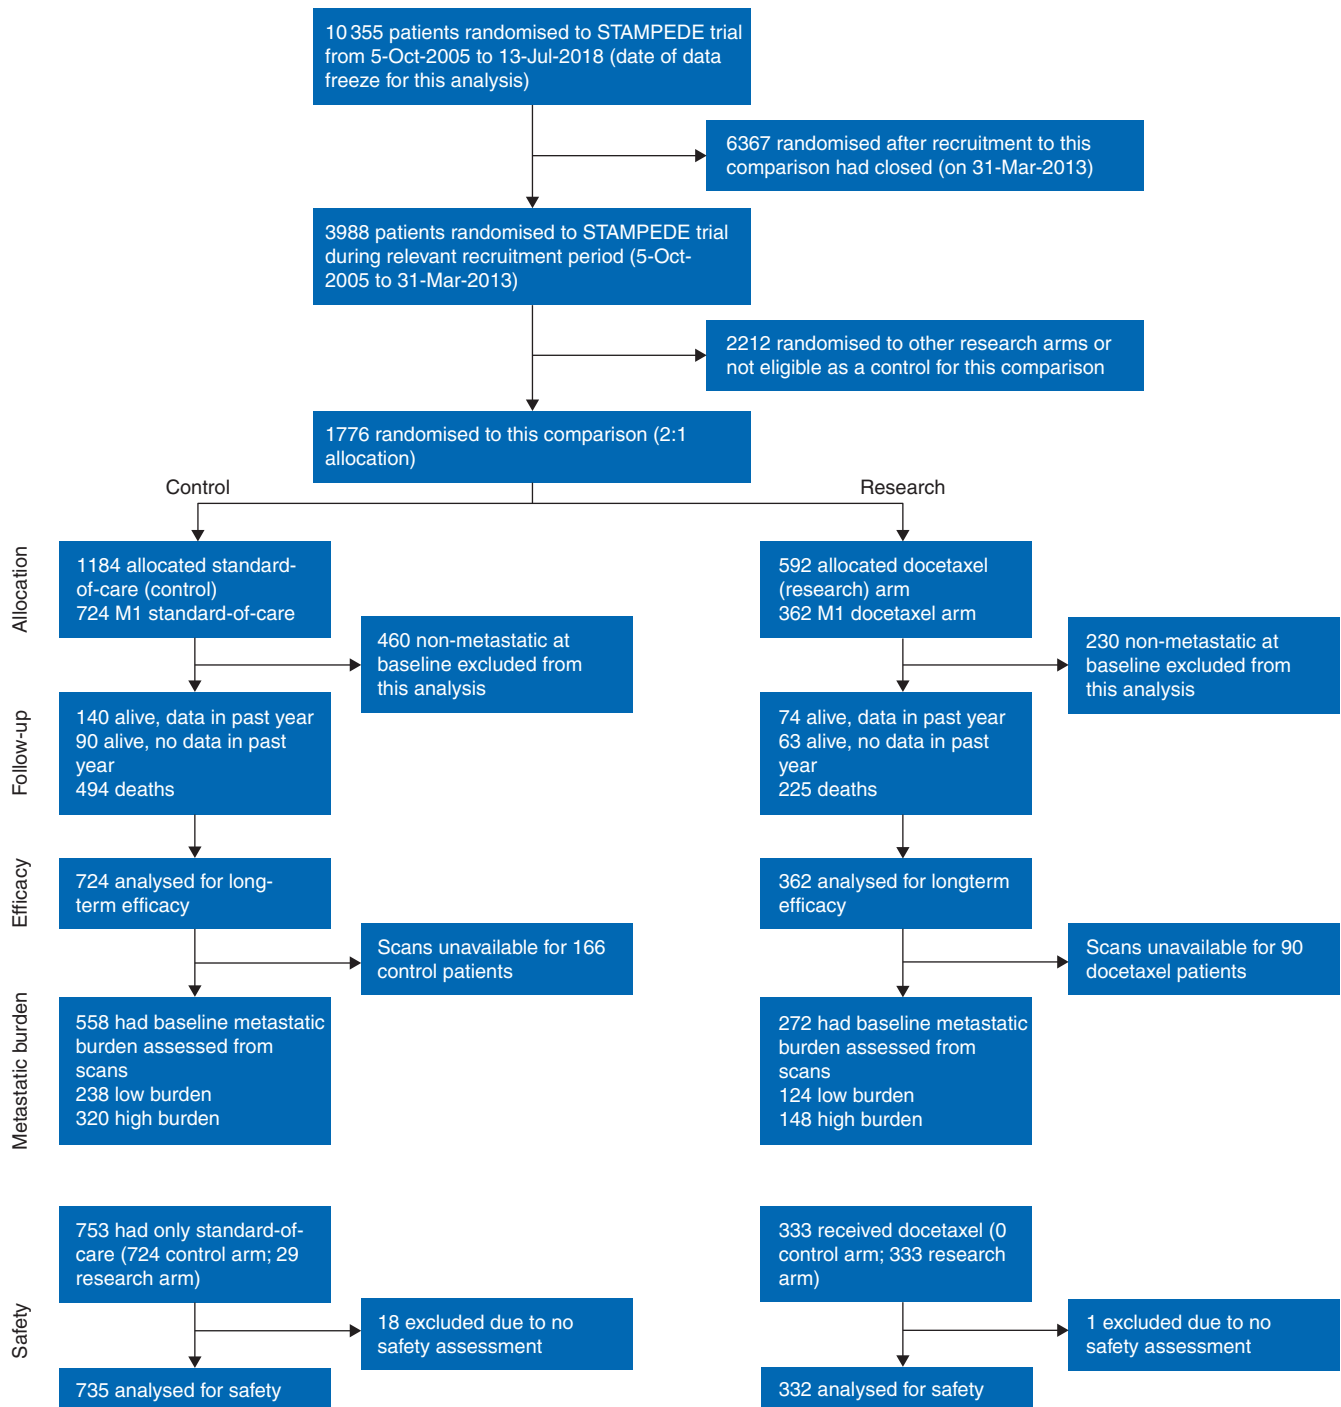 10 355 patients randomised to STAMPEDE trial
from 5-Oct-2005 to 13-Jul-2018 (date of data
freeze for this analysis)
6367 randomised after recruitment to this
comparison had closed (on 31-Mar-2013)
3988 patients randomised to STAMPEDE trial
during relevant recruitment period (5-Oct-
2005 to 31-Mar-2013)
2212 randomised to other research arms or
not eligible as a control for this comparison
1776 randomised to this comparison (2:1
allocation)
Control
Research
Allocation
1184 allocated standard-
of-care (control)
724 M1 standard-of-care
592 allocated docetaxel
(research) arm
362 M1 docetaxel arm
460 non-metastatic at
baseline excluded from
this analysis
230 non-metastatic at
baseline excluded from
this analysis
Follow-up
140 alive, data in past year
90 alive, no data in past
year
494 deaths
74 alive, data in past year
63 alive, no data in past
year
225 deaths
Efficacy
724 analysed for long-
term efficacy
362 analysed for longterm
efficacy
Scans unavailable for 166
control patients
Scans unavailable for 90
docetaxel patients
Metastatic burden
558 had baseline metastatic
burden assessed from
scans
238 low burden
320 high burden
272 had baseline metastatic
burden assessed from
scans
124 low burden
148 high burden
Safety
753 had only standard-of-
care (724 control arm; 29
research arm)
333 received docetaxel (0
control arm; 333 research
arm)
18 excluded due to no
safety assessment
1 excluded due to no
safety assessment
735 analysed for safety
332 analysed for safety